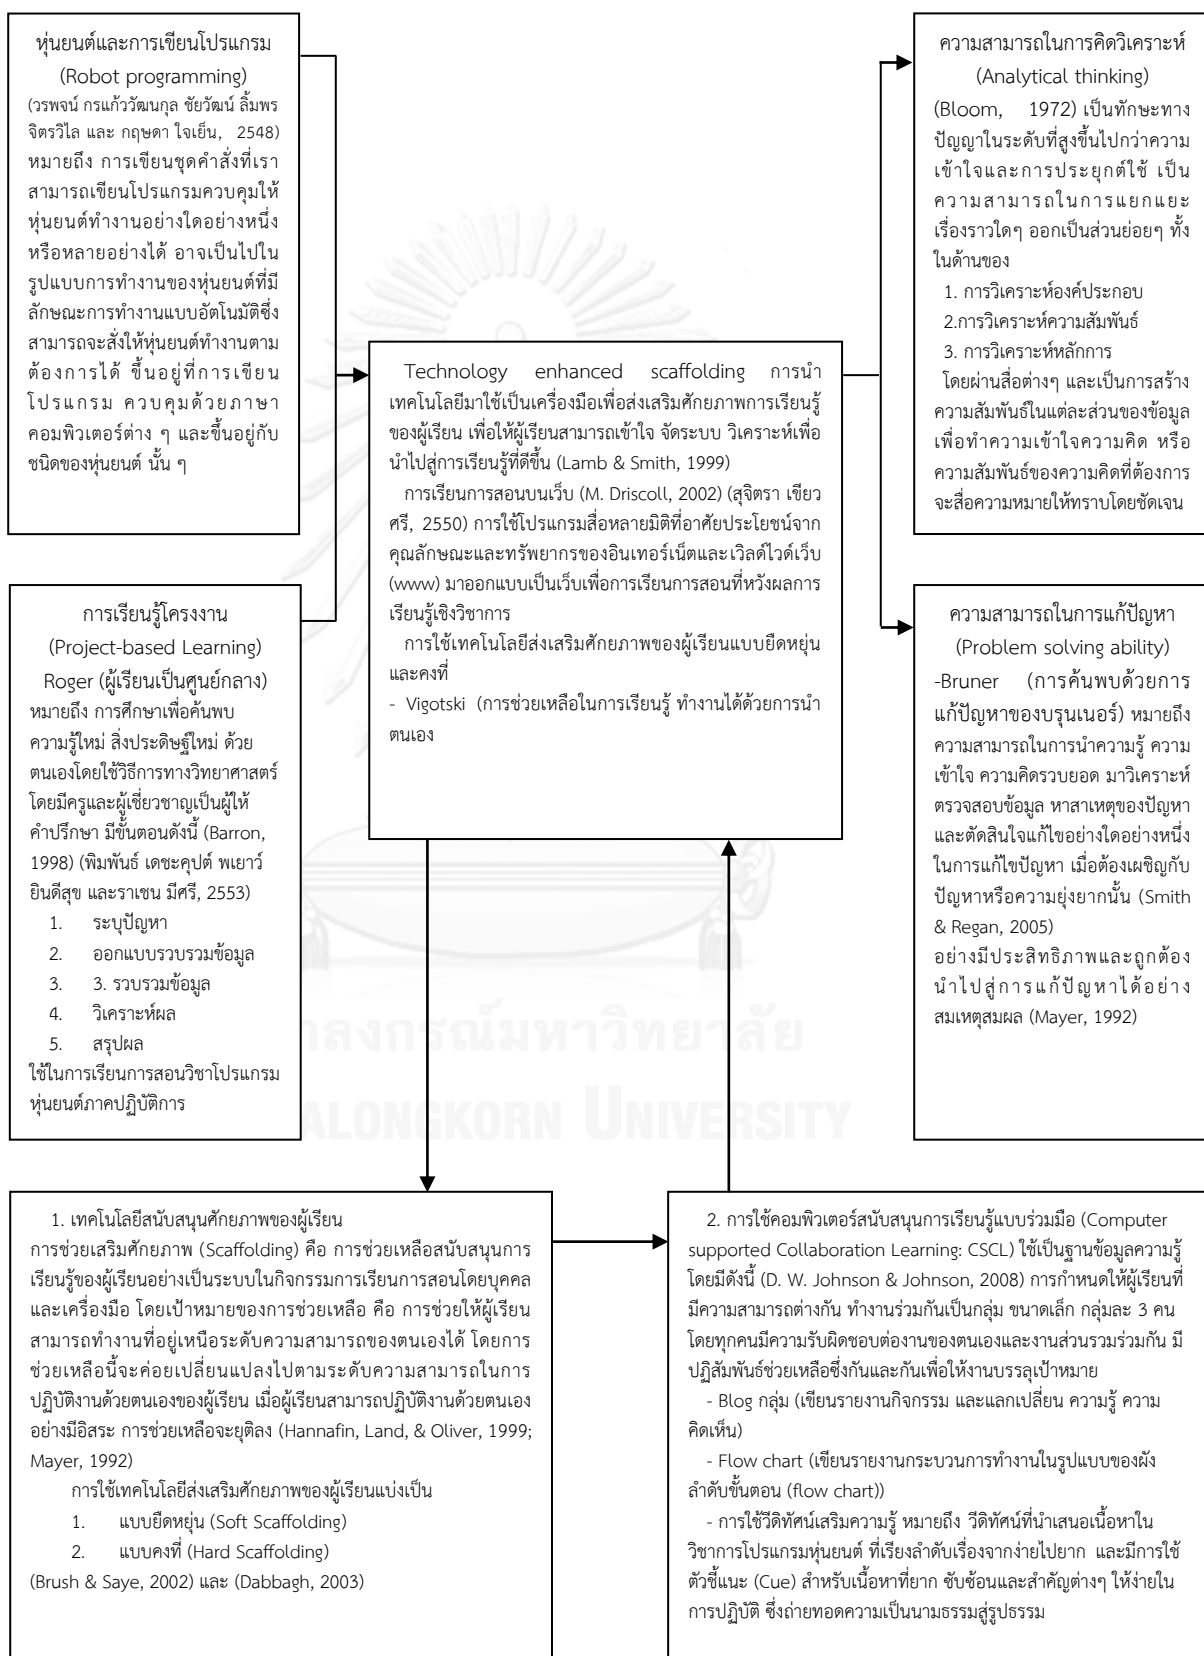 หุ่นยนต์และการเขียนโปรแกรม
(Robot programming)
(วรพจน์ กรแก้ววัฒนกุล ชัยวัฒน์ ลิ้มพร
จิตรวิไล และ กฤษดา ใจเย็น, 2548)
หมายถึง การเขียนชุดคำสั่งที่เรา
สามารถเขียนโปรแกรมควบคุมให้
หุ่นยนต์ทำงานอย่างใดอย่างหนึ่ง
หรือหลายอย่างได้ อาจเป็นไปใน
รูปแบบการทำงานของหุ่นยนต์ที่มี
ลักษณะการทำงานแบบอัตโนมัติซึ่ง
สามารถจะสั่งให้หุ่นยนต์ทำงานตาม
ต้องการได้ ขึ้นอยู่ที่การเขียน
โปรแกรม ควบคุมด้วยภาษา
คอมพิวเตอร์ต่าง ๆ และขึ้นอยู่กับ
ชนิดของหุ่นยนต์ นั้น ๆ
การเรียนรู้โครงงาน
(Project-based Learning)
Roger (ผู้เรียนเป็นศูนย์กลาง)
หมายถึง การศึกษาเพื่อค้นพบ
ความรู้ใหม่ สิ่งประดิษฐ์ใหม่ ด้วย
ตนเองโดยใช้วิธีการทางวิทยาศาสตร์
โดยมีครูและผู้เชี่ยวชาญเป็นผู้ให้
คำปรึกษา มีขั้นตอนดังนี้ (Barron,
1998) (พิมพันธ์ เดชะคุปต์ พเยาว์
ยินดีสุข และราเชน มีศรี, 2553)
1. ระบุปัญหา
2. ออกแบบรวบรวมข้อมูล
3. 3. รวบรวมข้อมูล
4. วิเคราะห์ผล
5. สรุปผล
ใช้ในการเรียนการสอนวิชาโปรแกรม
หุ่นยนต์ภาคปฏิบัติการ
Technology enhanced scaffolding การนำ
เทคโนโลยีมาใช้เป็นเครื่องมือเพื่อส่งเสริมศักยภาพการเรียนรู้
ของผู้เรียน เพื่อให้ผู้เรียนสามารถเข้าใจ จัดระบบ วิเคราะห์เพื่อ
นำไปสู่การเรียนรู้ที่ดีขึ้น (Lamb & Smith, 1999)
การเรียนการสอนบนเว็บ (M. Driscoll, 2002) (สุจิตรา เขียว
ศรี, 2550) การใช้โปรแกรมสื่อหลายมิติที่อาศัยประโยชน์จาก
คุณลักษณะและทรัพยากรของอินเทอร์เน็ตและเวิลด์ไวด์เว็บ
(www) มาออกแบบเป็นเว็บเพื่อการเรียนการสอนที่หวังผลการ
เรียนรู้เชิงวิชาการ
การใช้เทคโนโลยีส่งเสริมศักยภาพของผู้เรียนแบบยืดหยุ่น
และคงที่
- Vigotski (การช่วยเหลือในการเรียนรู้ ทำงานได้ด้วยการนำ
ตนเอง
ความสามารถในการคิดวิเคราะห์
(Analytical thinking)
(Bloom, 1972) เป็นทักษะทาง
ปัญญาในระดับที่สูงขึ้นไปกว่าความ
เข้าใจและการประยุกต์ใช้ เป็น
ความสามารถในการแยกแยะ
เรื่องราวใดๆ ออกเป็นส่วนย่อยๆ ทั้ง
ในด้านของ
1. การวิเคราะห์องค์ประกอบ
2.การวิเคราะห์ความสัมพันธ์
3. การวิเคราะห์หลักการ
โดยผ่านสื่อต่างๆ และเป็นการสร้าง
ความสัมพันธ์ในแต่ละส่วนของข้อมูล
เพื่อทำความเข้าใจความคิด หรือ
ความสัมพันธ์ของความคิดที่ต้องการ
จะสื่อความหมายให้ทราบโดยชัดเจน
ความสามารถในการแก้ปัญหา
(Problem solving ability)
-Bruner (การค้นพบด้วยการ
แก้ปัญหาของบรุนเนอร์) หมายถึง
ความสามารถในการนำความรู้ ความ
เข้าใจ ความคิดรวบยอด มาวิเคราะห์
ตรวจสอบข้อมูล หาสาเหตุของปัญหา
และตัดสินใจแก้ไขอย่างใดอย่างหนึ่ง
ในการแก้ไขปัญหา เมื่อต้องเผชิญกับ
ปัญหาหรือความยุ่งยากนั้น (Smith
& Regan, 2005)
อย่างมีประสิทธิภาพและถูกต้อง
นำไปสู่การแก้ปัญหาได้อย่าง
สมเหตุสมผล (Mayer, 1992)
าลงกรณ์มหาวิทยาลัย
ALONGKORN UNIVERSITY
1. เทคโนโลยีสนับสนุนศักยภาพของผู้เรียน
การช่วยเสริมศักยภาพ (Scaffolding) คือ การช่วยเหลือสนับสนุนการ
เรียนรู้ของผู้เรียนอย่างเป็นระบบในกิจกรรมการเรียนการสอนโดยบุคคล
และเครื่องมือ โดยเป้าหมายของการช่วยเหลือ คือ การช่วยให้ผู้เรียน
สามารถทำงานที่อยู่เหนือระดับความสามารถของตนเองได้ โดยการ
ช่วยเหลือนี้จะค่อยเปลี่ยนแปลงไปตามระดับความสามารถในการ
ปฏิบัติงานด้วยตนเองของผู้เรียน เมื่อผู้เรียนสามารถปฏิบัติงานด้วยตนเอง
อย่างมีอิสระ การช่วยเหลือจะยุติลง (Hannafin, Land, & Oliver, 1999;
Mayer, 1992)
การใช้เทคโนโลยีส่งเสริมศักยภาพของผู้เรียนแบ่งเป็น
1. แบบยืดหยุ่น (Soft Scaffolding)
2. แบบคงที่ (Hard Scaffolding)
(Brush & Saye, 2002) และ (Dabbagh, 2003)
2. การใช้คอมพิวเตอร์สนับสนุนการเรียนรู้แบบร่วมมือ (Computer
supported Collaboration Learning: CSCL) ใช้เป็นฐานข้อมูลความรู้
โดยมีดังนี้ (D. W. Johnson & Johnson, 2008) การกำหนดให้ผู้เรียนที่
มีความสามารถต่างกัน ทำงานร่วมกันเป็นกลุ่ม ขนาดเล็ก กลุ่มละ 3 คน
โดยทุกคนมีความรับผิดชอบต่องานของตนเองและงานส่วนรวมร่วมกัน มี
ปฏิสัมพันธ์ช่วยเหลือซึ่งกันและกันเพื่อให้งานบรรลุเป้าหมาย
- Blog กลุ่ม (เขียนรายงานกิจกรรม และแลกเปลี่ยน ความรู้ ความ
คิดเห็น)
- Flow chart (เขียนรายงานกระบวนการทำงานในรูปแบบของผัง
ลำดับขั้นตอน (flow chart))
- การใช้วีดิทัศน์เสริมความรู้ หมายถึง วีดิทัศน์ที่นำเสนอเนื้อหาใน
วิชาการโปรแกรมหุ่นยนต์ ที่เรียงลำดับเรื่องจากง่ายไปยาก และมีการใช้
ตัวชี้แนะ (Cue) สำหรับเนื้อหาที่ยาก ซับซ้อนและสำคัญต่างๆ ให้ง่ายใน
การปฏิบัติ ซึ่งถ่ายทอดความเป็นนามธรรมสู่รูปธรรม